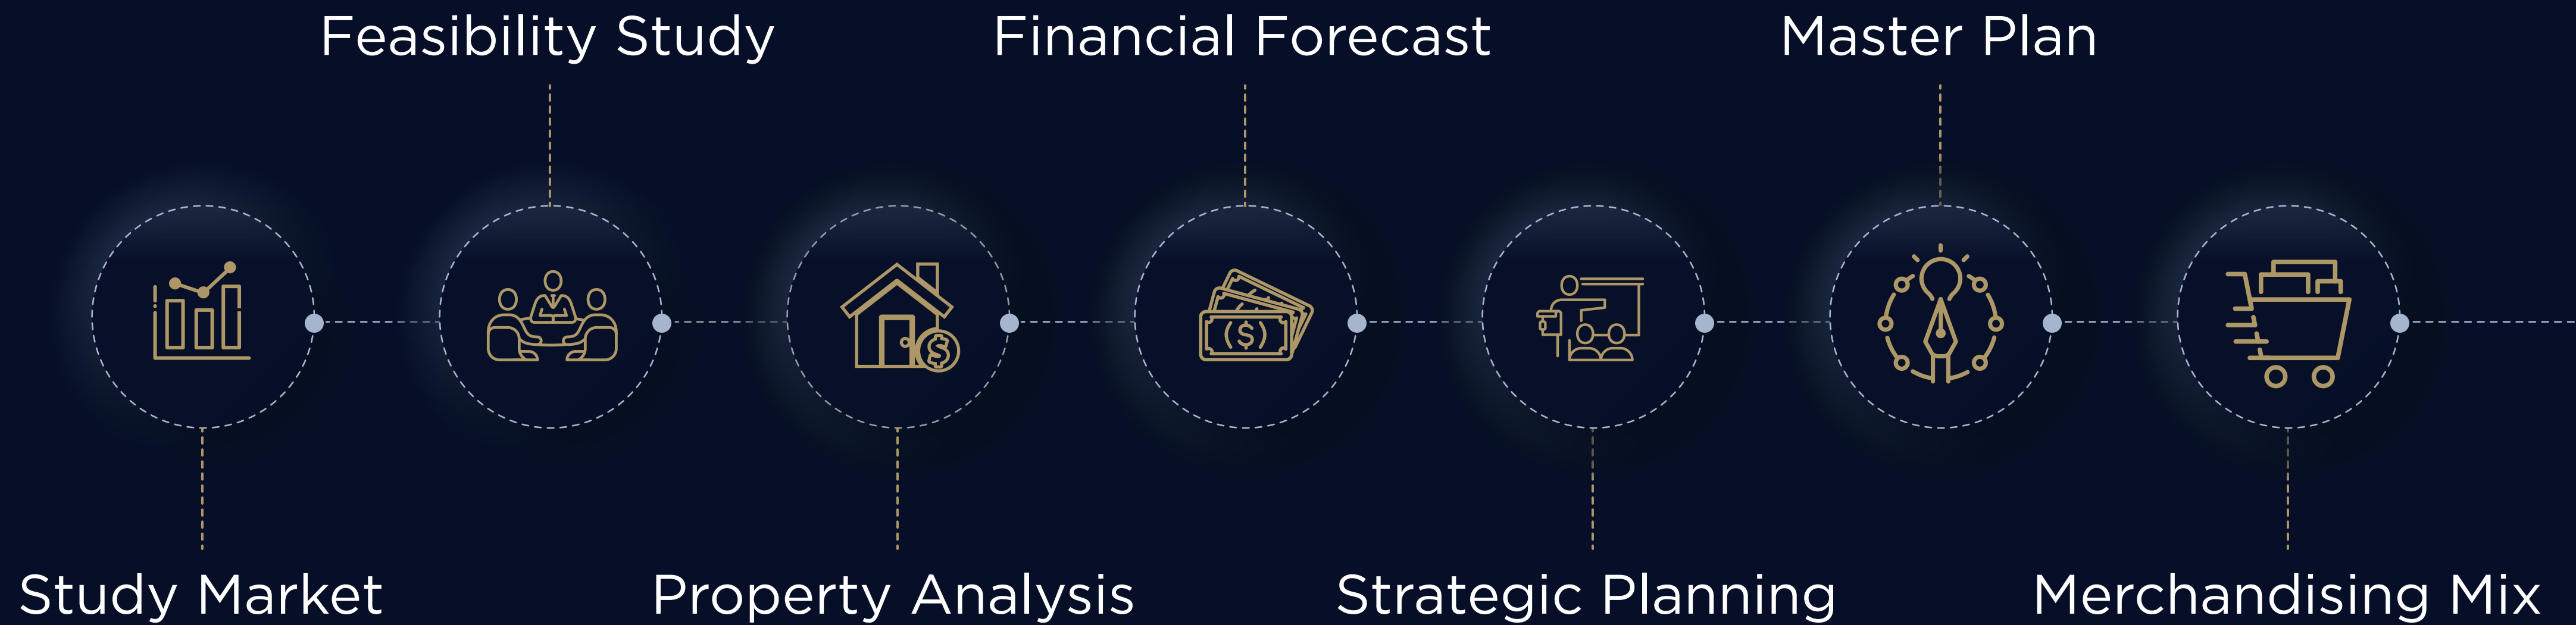 Feasibility Study
Financial Forecast
Master Plan
Study Market
Property Analysis
Strategic Planning
Merchandising Mix